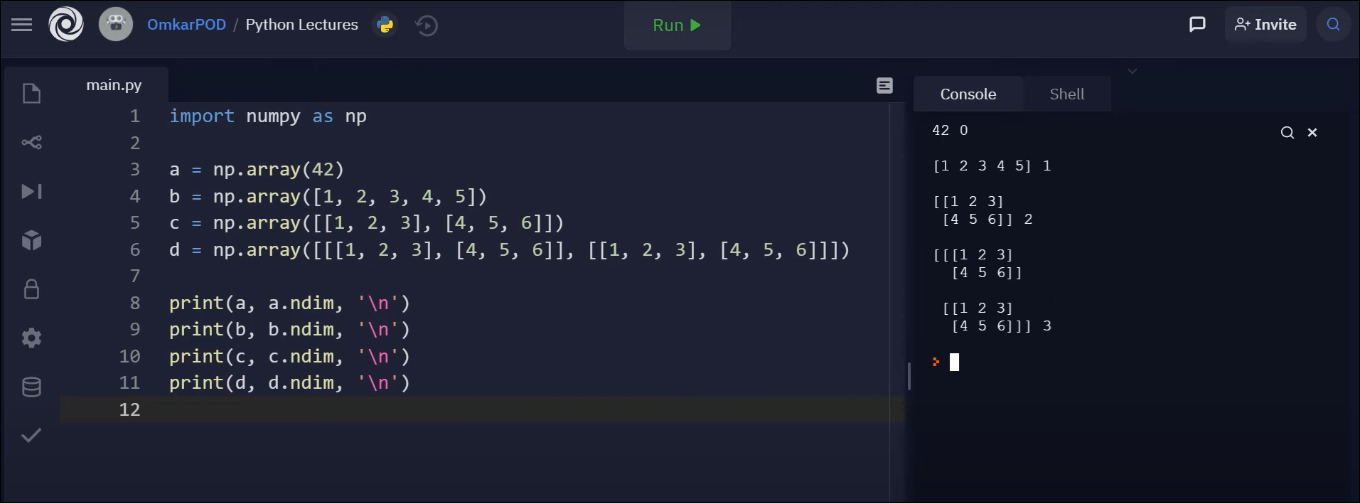 OmkarPOD / Python Lectures
Run
Invite
main.py
1 import numpy as np
2
3 a = np.array(42)
4 b = np.array([1, 2, 3, 4, 5])
5 c = np.array([[1, 2, 3], [4, 5, 6]])
6 d = np.array([[[1, 2, 3], [4, 5, 6]], [[1, 2, 3], [4, 5, 6]]])
7
8 print(a, a.ndim, '\n')
9 print(b, b.ndim, '\n')
10 print(c, c.ndim, '\n')
11 print(d, d.ndim, '\n')
12
Console Shell
42 0
[1 2 3 4 5] 1
[[1 2 3]
 [4 5 6]] 2
[[[1 2 3]
  [4 5 6]]
 [[1 2 3]
  [4 5 6]]] 3